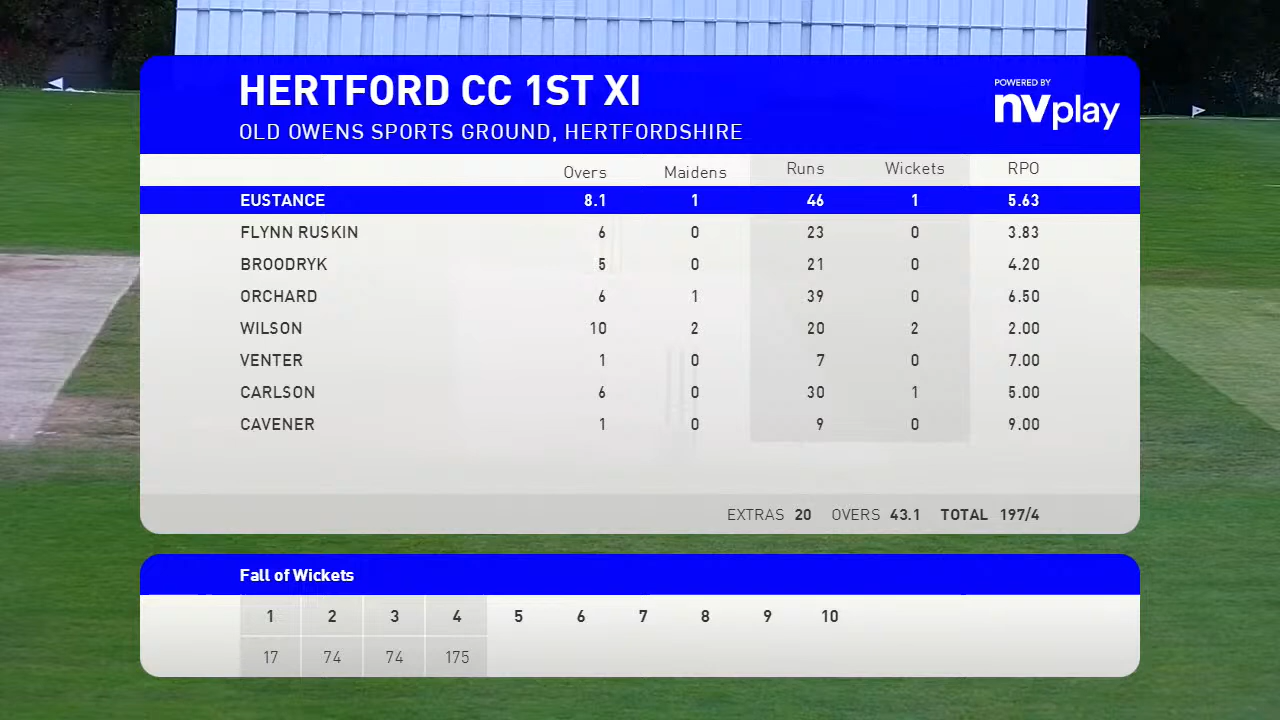 HERTFORD CC 1ST XI
OLD OWENS SPORTS GROUND, HERTFORDSHIRE
POWERED BY
nvplay
Overs Maidens Runs Wickets RPO
EUSTANCE 8.1 1 46 1 5.63
FLYNN RUSKIN 6 0 23 0 3.83
BROODRYK 5 0 21 0 4.20
ORCHARD 6 1 39 0 6.50
WILSON 10 2 20 2 2.00
VENTER 1 0 7 0 7.00
CARLSON 6 0 30 1 5.00
CAVENER 1 0 9 0 9.00
EXTRAS 20 OVERS 43.1 TOTAL 197/4
Fall of Wickets
1 2 3 4 5 6 7 8 9 10
17 74 74 175